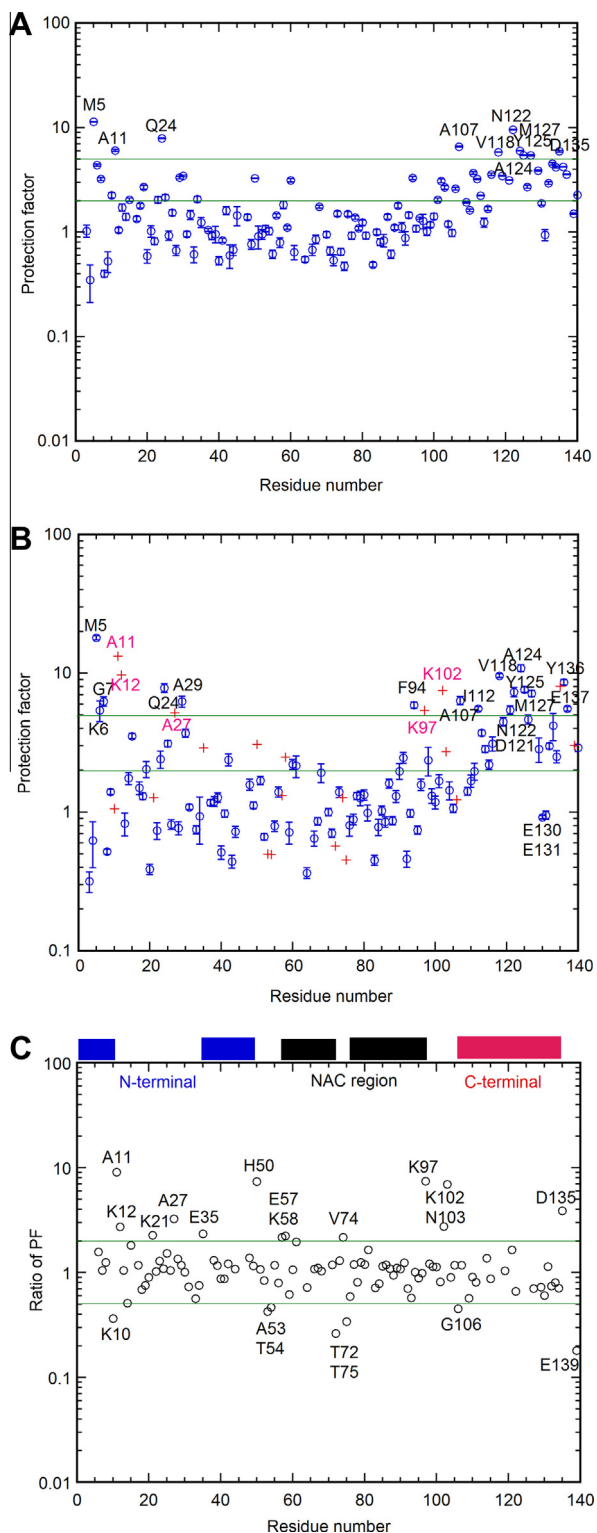 A
100
10
1
0.1
0.01
Protection factor
M5
A11
Q24
A107
N122
M127
V118
Y125
D135
A124
0
20
40
60
80
100
120
140
Residue number
B
100
10
1
0.1
Protection factor
M5
A11
G7
K12
K6
Q24
A29
A27
F94
K102
K97
A107
I112
V118
A124
Y125
Y136
M127
E137
N122
D121
E130
E131
0
20
40
60
80
100
120
140
Residue number
C
N-terminal
NAC region
C-terminal
100
10
1
0.1
0.01
Ratio of PF
A11
K12
A27
K21
E35
K10
H50
E57
K58
V74
A53
T54
T72
T75
K97
K102
N103
G106
D135
E139
0
20
40
60
80
100
120
140
Residue number